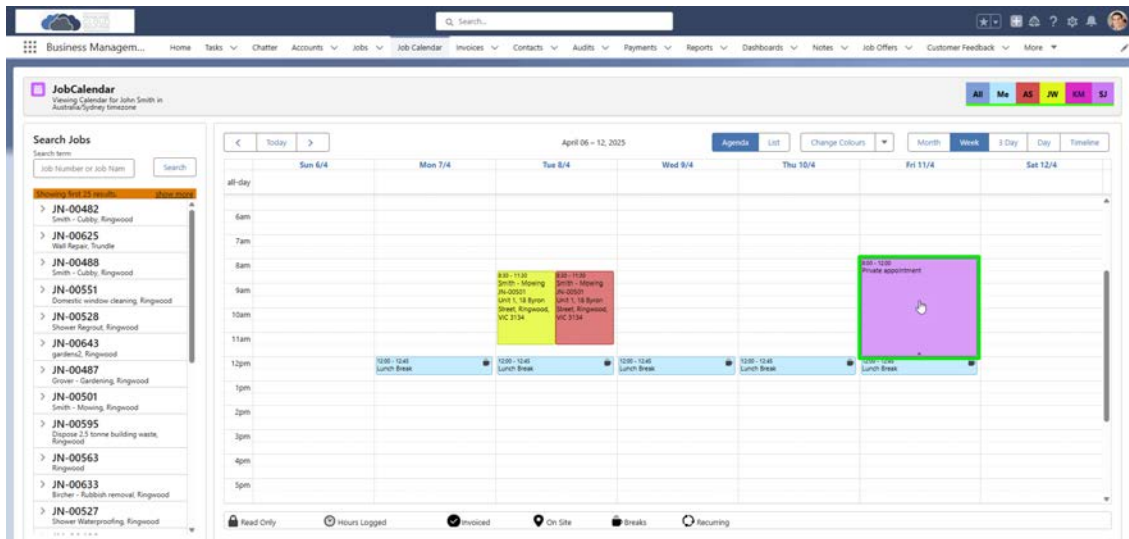 Search...
Business Managem...
Home Tasks Chatter Accounts Jobs Job Calendar Invoices Contacts Audits Payments Reports Dashboards Notes Job Offers Customer Feedback More
JobCalendar
Viewing Calendar for John Smith in
Australia/Sydney timezone
All Me AS JW KM SJ
Search Jobs
Search term
Job Number or Job Nam Search
Showing first 25 results. show more
JN-00482
Smith - Cubby, Ringwood
JN-00625
Wall Repair, Trundle
JN-00488
Smith - Cubby, Ringwood
JN-00551
Domestic window cleaning, Ringwood
JN-00528
Shower Regrout, Ringwood
JN-00643
gardens2, Ringwood
JN-00487
Grover - Gardening, Ringwood
JN-00501
Smith - Mowing, Ringwood
JN-00595
Dispose 2.5 tonne building waste,
Ringwood
JN-00563
Ringwood
JN-00633
Bircher - Rubbish removal, Ringwood
JN-00527
Shower Waterproofing, Ringwood
Today April 06 – 12, 2025 Agenda List Change Colours Month Week 3 Day Day Timeline
Sun 6/4 Mon 7/4 Tue 8/4 Wed 9/4 Thu 10/4 Fri 11/4 Sat 12/4
all-day
6am
7am
8am
9am
10am
11am
12pm
1pm
2pm
3pm
4pm
5pm
8:30 - 11:30
Smith - Mowing
JN-00501
Unit 1, 18 Byron
Street, Ringwood,
VIC 3134
8:30 - 11:30
Smith - Mowing
JN-00501
Unit 1, 18 Byron
Street, Ringwood,
VIC 3134
Private appointment
12:00 - 12:45
Lunch Break
12:00 - 12:45
Lunch Break
12:00 - 12:45
Lunch Break
12:00 - 12:45
Lunch Break
12:00 - 12:45
Lunch Break
Read Only Hours Logged Invoiced On Site Breaks Recurring